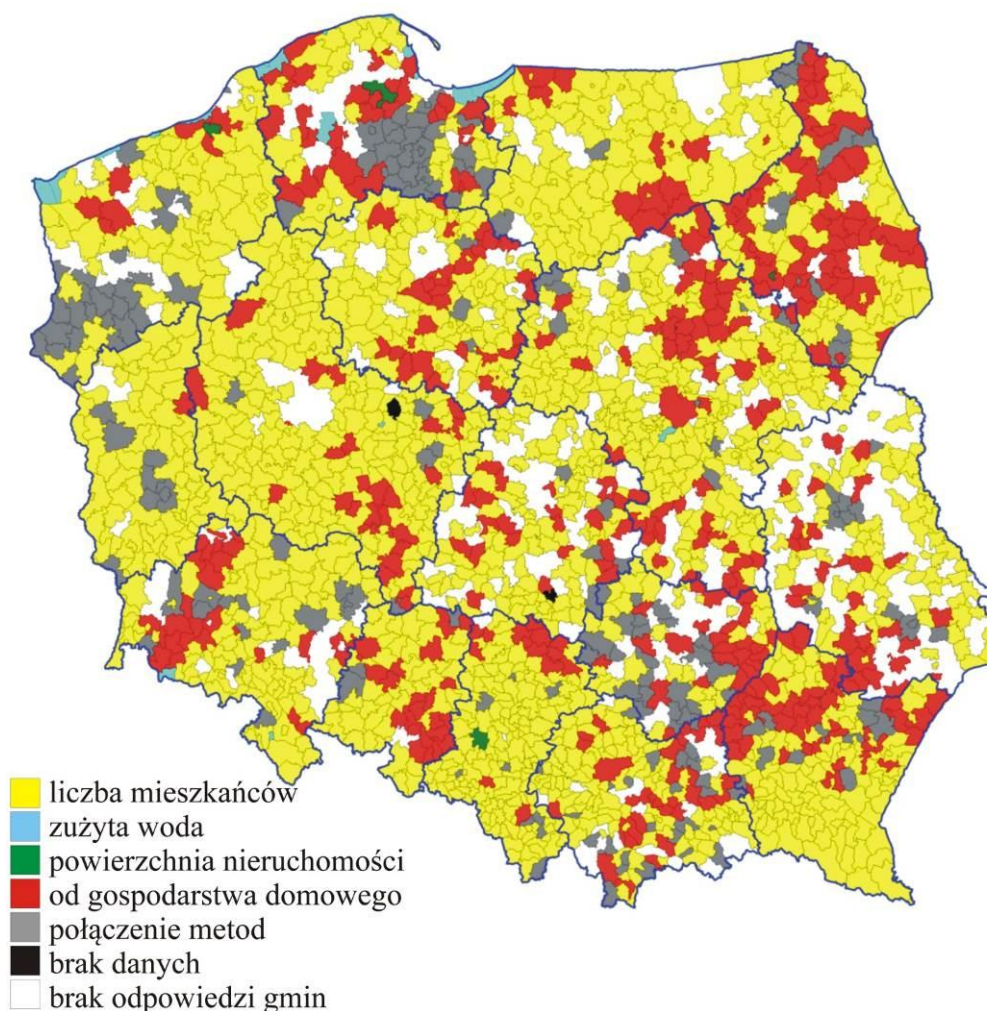 liczba mieszkańców
zużyta woda
powierzchnia nieruchomości
od gospodarstwa domowego
połączenie metod
brak danych
brak odpowiedzi gmin